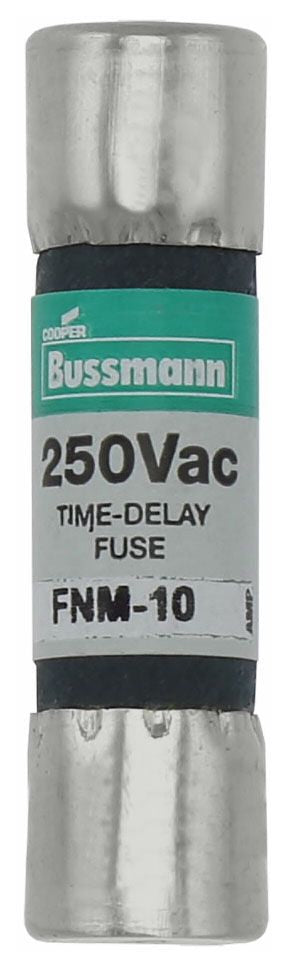 COOPER
Bussmann
250Vac
TIME-DELAY
FUSE
FNM-10
AMP